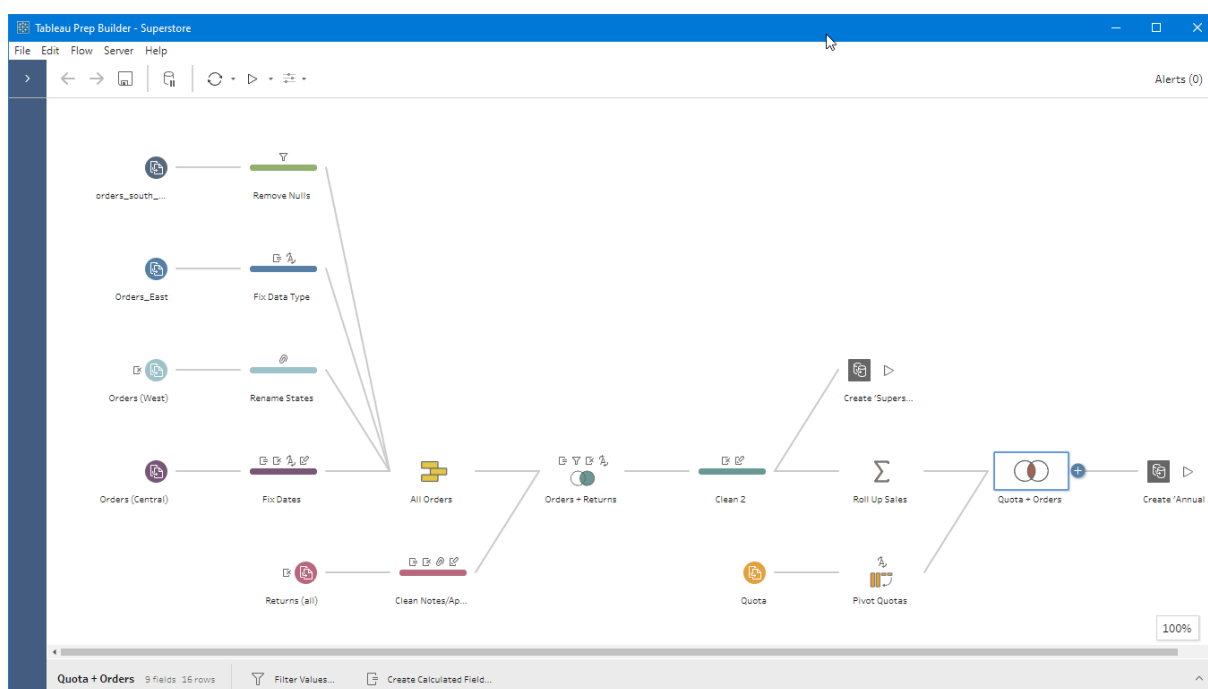 Tableau Prep Builder - Superstore
File Edit Flow Server Help
Alerts (0)
orders_south_...
Remove Nulls
Orders_East
Fix Data Type
Orders (West)
Rename States
Create 'Supers...
Orders (Central)
Fix Dates
All Orders
Orders + Returns
Clean 2
Roll Up Sales
Quota + Orders
Create 'Annual
Returns (all)
Clean Notes/Ap...
Quota
Pivot Quotas
100%
Quota + Orders 9 fields 16 rows Filter Values... Create Calculated Field...